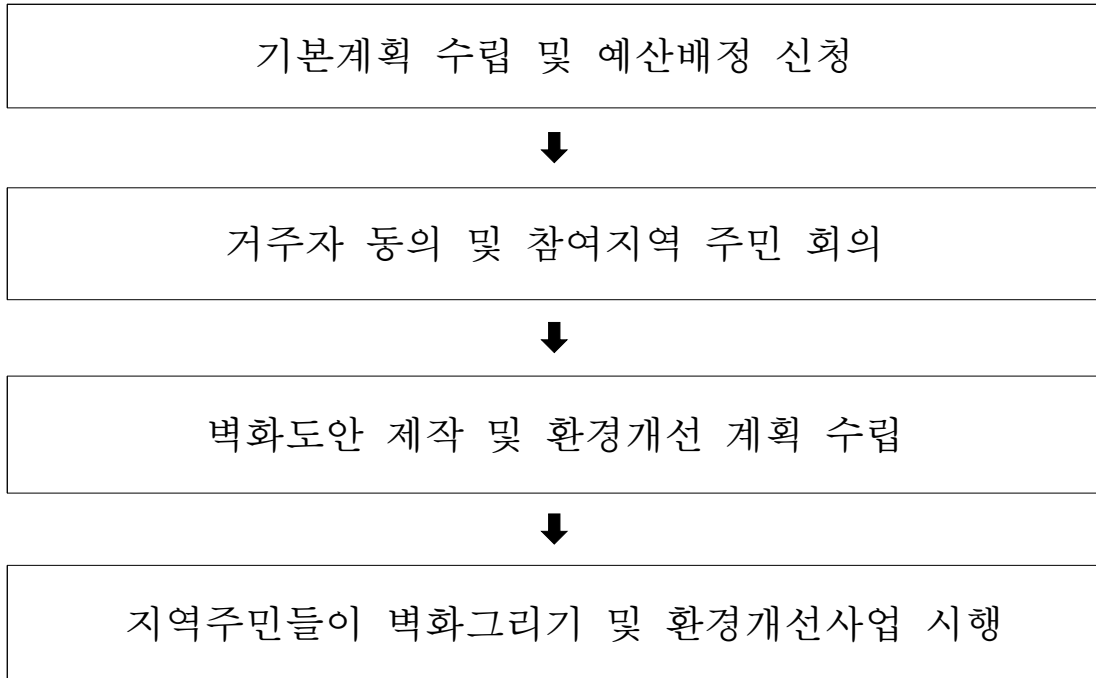 기본계획 수립 및 예산배정 신청
거주자 동의 및 참여지역 주민 회의
벽화도안 제작 및 환경개선 계획 수립
지역주민들이 벽화그리기 및 환경개선사업 시행